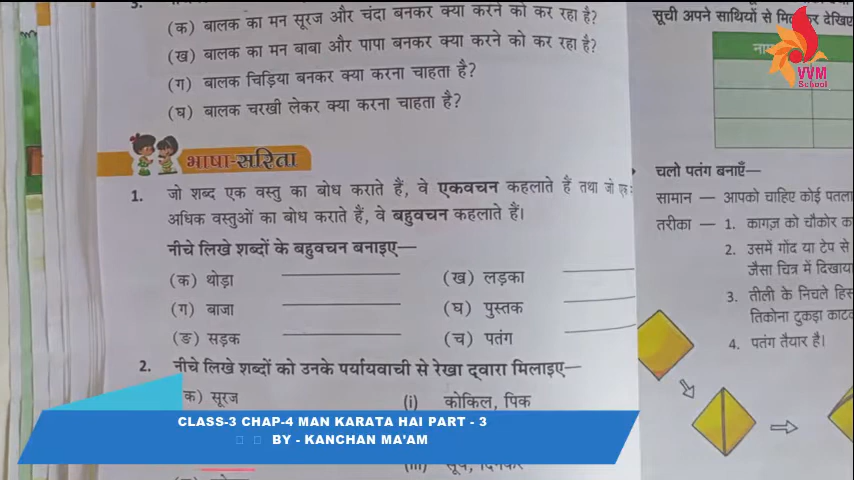 (क) बालक का मन सूरज और चंदा बनकर क्या करने को कर रहा है?
(ख) बालक का मन बाबा और पापा बनकर क्या करने को कर रहा है?
(ग) बालक चिड़िया बनकर क्या करना चाहता है?
(घ) बालक चरखी लेकर क्या करना चाहता है?
भाषा-सरिता
1. जो शब्द एक वस्तु का बोध कराते हैं, वे एकवचन कहलाते हैं तथा जो एक
अधिक वस्तुओं का बोध कराते हैं, वे बहुवचन कहलाते हैं।
नीचे लिखे शब्दों के बहुवचन बनाइए—
(क) थोड़ा (ख) लड़का
(ग) बाजा (घ) पुस्तक
(ङ) सड़क (च) पतंग
2. नीचे लिखे शब्दों को उनके पर्यायवाची से रेखा द्वारा मिलाइए—
क) सूरज (i) कोकिल, पिक
(iii)
सूची अपने साथियों से
VVM
School
चलो पतंग बनाएँ—
सामान — आपको चाहिए कोई पतला
तरीका — 1. कागज़ को चौकोर
2. उसमें गोंद या टेप से
जैसा चित्र में दिखाया
3. तीली के निचले
तिकोना टुकड़ा
4. पतंग तैयार है।
CLASS-3 CHAP-4 MAN KARATA HAI PART - 3
BY - KANCHAN MA'AM